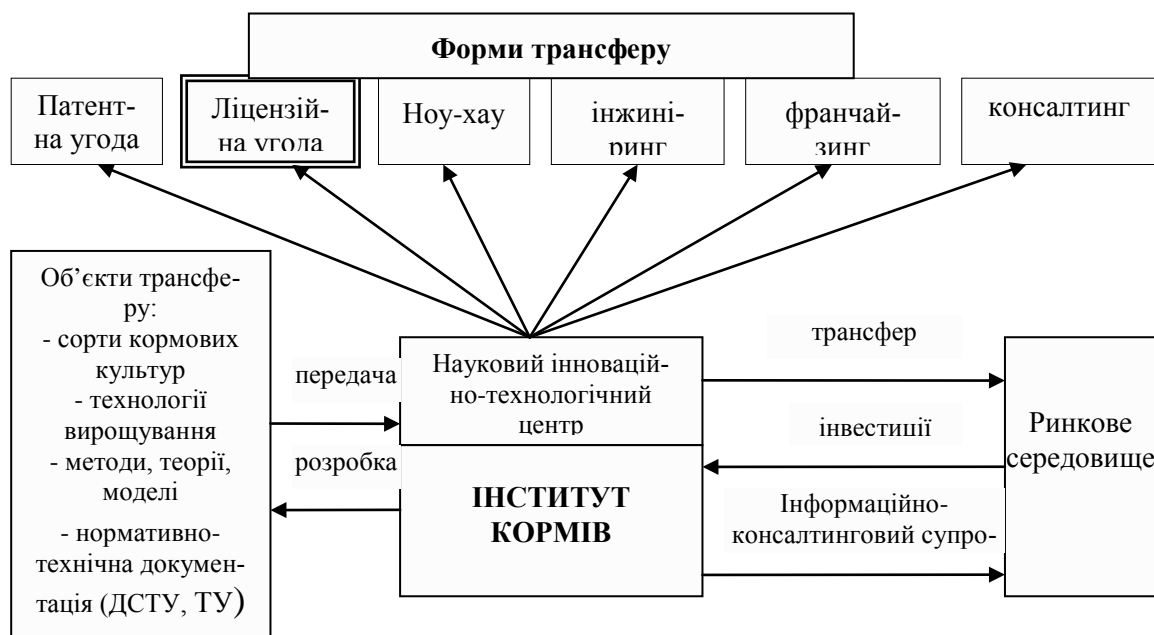 Форми трансферу
Патент-
на угода
Ліцензій-
на угода
Ноу-хау
інжині-
ринг
франчай-
зинг
консалтинг
Об’єкти трансфе-
ру:
- сорти кормових
культур
- технології
вирощування
- методи, теорії,
моделі
- нормативно-
технічна докумен-
тація (ДСТУ, ТУ)
передача
розробка
Науковий інновацій-
но-технологічний
центр
ІНСТИТУТ
КОРМІВ
трансфер
інвестиції
Інформаційно-
консалтинговий супро-
Ринкове
середовище